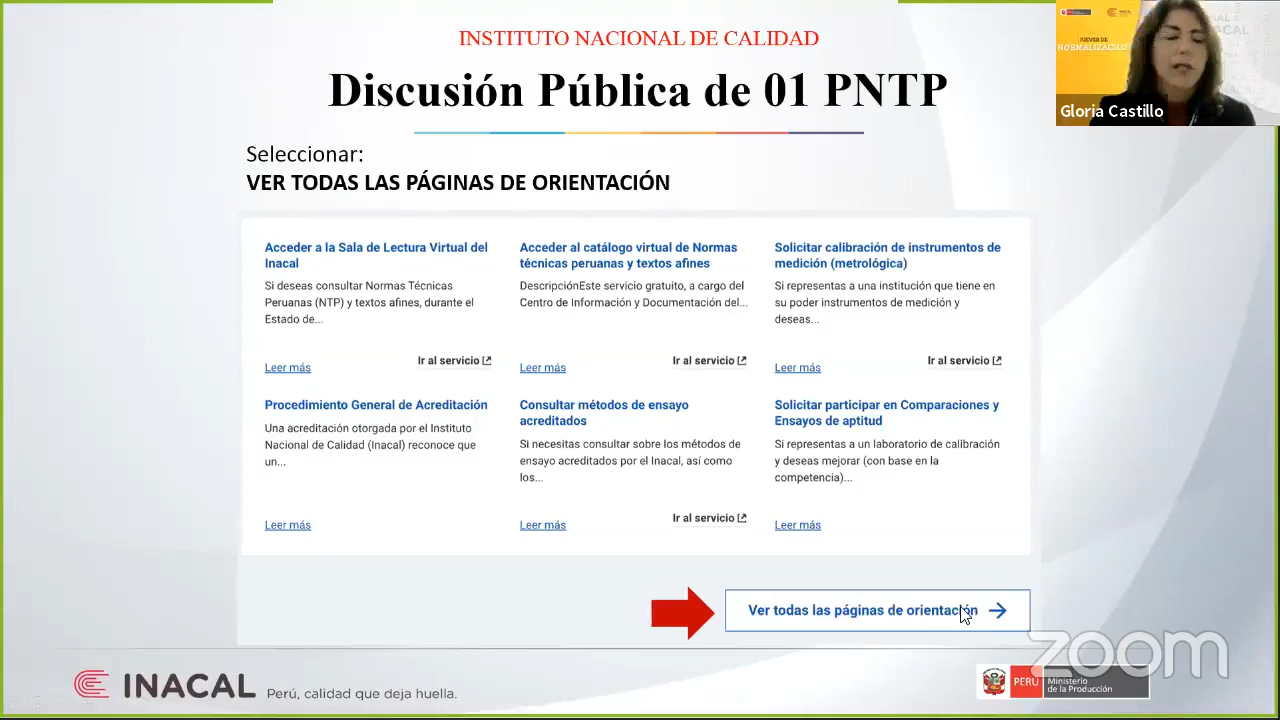 INSTITUTO NACIONAL DE CALIDAD
Discusión Pública de 01 PNTP
JUEVES DE
NORMALIZACIÓN
Gloria Castillo
Seleccionar:
VER TODAS LAS PÁGINAS DE ORIENTACIÓN
Acceder a la Sala de Lectura Virtual del
Inacal
Si deseas consultar Normas Técnicas
Peruanas (NTP) y textos afines, durante el
Estado de...
Leer más
Ir al servicio
Acceder al catálogo virtual de Normas
técnicas peruanas y textos afines
DescripciónEste servicio gratuito, a cargo del
Centro de Información y Documentación del...
Leer más
Ir al servicio
Solicitar calibración de instrumentos de
medición (metrológica)
Si representas a una institución que tiene en
su poder instrumentos de medición y
deseas...
Leer más
Ir al servicio
Procedimiento General de Acreditación
Una acreditación otorgada por el Instituto
Nacional de Calidad (Inacal) reconoce que
un...
Leer más
Consultar métodos de ensayo
acreditados
Si necesitas consultar sobre los métodos de
ensayo acreditados por el Inacal, así como
los...
Leer más
Ir al servicio
Solicitar participar en Comparaciones y
Ensayos de aptitud
Si representas a un laboratorio de calibración
y deseas mejorar (con base en la
competencia)...
Leer más
Ver todas las páginas de orientación
zoom
INACAL Perú, calidad que deja huella.
PERÚ Ministerio
de la Producción